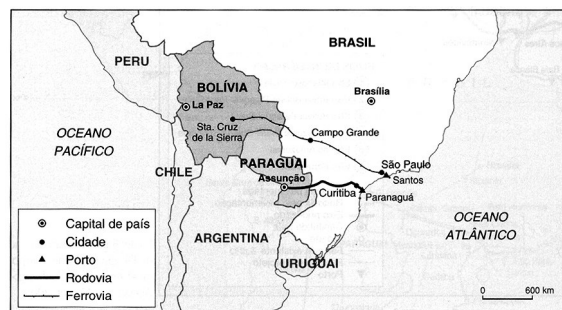 BRASIL
PERU
BOLÍVIA
Brasília
La Paz
Sta. Cruz
de la Sierra
Campo Grande
OCEANO
PACÍFICO
PARAGUAI
São Paulo
Santos
CHILE
Assunção
Curitiba
Paranaguá
OCEANO
ATLÂNTICO
ARGENTINA
URUGUAI
Capital de país
Cidade
Porto
Rodovia
Ferrovia
0 600 km